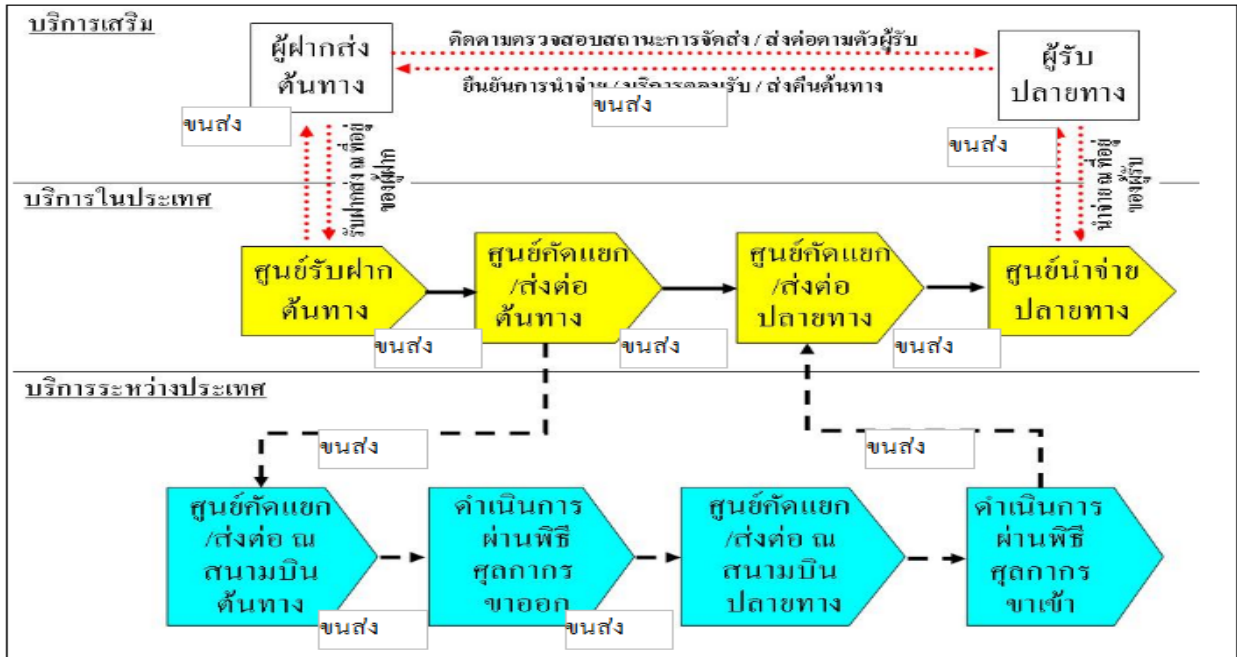 บริการเสริม
ผู้ฝากส่ง
ต้นทาง
ติดตามตรวจสอบสถานะการจัดส่ง / ส่งต่อตามตัวผู้รับ
ยืนยันการนำจ่าย / บริการตอบรับ / ส่งคืนต้นทาง
ผู้รับ
ปลายทาง
ขนส่ง
ขนส่ง
ขนส่ง
รับฝากส่ง ณ ที่อยู่
ของผู้ฝาก
นำจ่าย ณ ที่อยู่
ของผู้รับ
บริการในประเทศ
ศูนย์รับฝาก
ต้นทาง
ศูนย์คัดแยก
/ส่งต่อ
ต้นทาง
ศูนย์คัดแยก
/ส่งต่อ
ปลายทาง
ศูนย์นำจ่าย
ปลายทาง
ขนส่ง
ขนส่ง
ขนส่ง
บริการระหว่างประเทศ
ขนส่ง
ขนส่ง
ศูนย์คัดแยก
/ส่งต่อ ณ
สนามบิน
ต้นทาง
ดำเนินการ
ผ่านพิธี
ศุลกากร
ขาออก
ศูนย์คัดแยก
/ส่งต่อ ณ
สนามบิน
ปลายทาง
ดำเนินการ
ผ่านพิธี
ศุลกากร
ขาเข้า
ขนส่ง
ขนส่ง